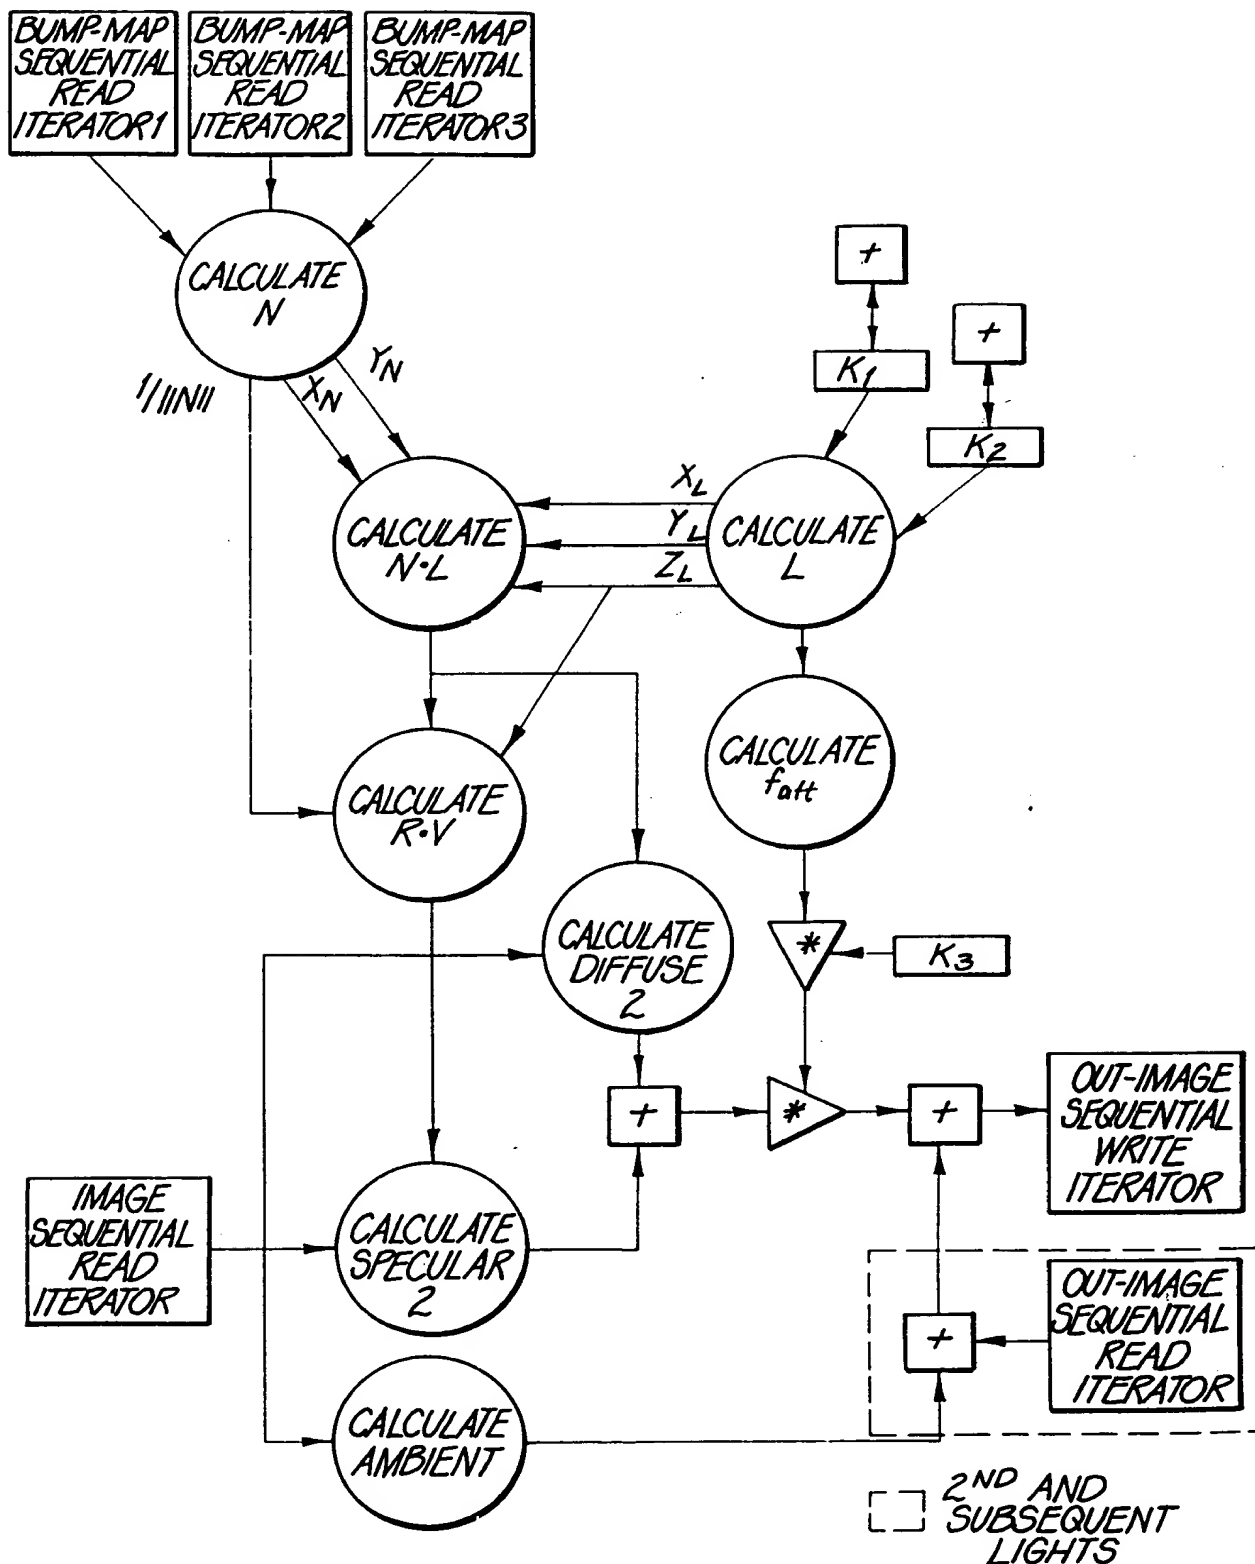 BUMP-MAP
SEQUENTIAL
READ
ITERATOR1
BUMP-MAP
SEQUENTIAL
READ
ITERATOR2
BUMP-MAP
SEQUENTIAL
READ
ITERATOR3
CALCULATE
N
+
+
K1
K2
1/||N||
XN
YN
CALCULATE
N·L
XL
YL
ZL
CALCULATE
L
CALCULATE
R·V
CALCULATE
fatt
CALCULATE
DIFFUSE
2
*
K3
+
*
+
OUT-IMAGE
SEQUENTIAL
WRITE
ITERATOR
IMAGE
SEQUENTIAL
READ
ITERATOR
CALCULATE
SPECULAR
2
+
OUT-IMAGE
SEQUENTIAL
READ
ITERATOR
CALCULATE
AMBIENT
2ND AND
SUBSEQUENT
LIGHTS